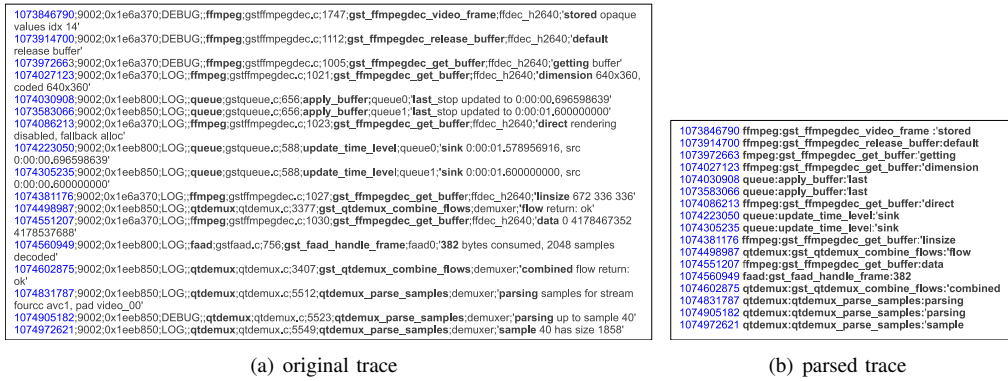 1073846790;9002;0x1e6a370;DEBUG;;ffmpeg;gstffmpegdec.c;1747;gst_ffmpegdec_video_frame;ffdec_h2640;'stored opaque
values idx 14'
1073914700;9002;0x1e6a370;DEBUG;;ffmpeg;gstffmpegdec.c;1112;gst_ffmpegdec_release_buffer;ffdec_h2640;'default
release buffer'
1073972663;9002;0x1e6a370;DEBUG;;ffmpeg;gstffmpegdec.c;1005;gst_ffmpegdec_get_buffer;ffdec_h2640;'getting buffer'
1074027123;9002;0x1e6a370;LOG;;ffmpeg;gstffmpegdec.c;1021;gst_ffmpegdec_get_buffer;ffdec_h2640;'dimension 640x360,
coded 640x360'
1074030908;9002;0x1eeb800;LOG;;queue;gstqueue.c;656;apply_buffer;queue0;'last_stop updated to 0:00:00.696598639'
1073583066;9002;0x1eeb850;LOG;;queue;gstqueue.c;656;apply_buffer;queue1;'last_stop updated to 0:00:01.600000000'
1074086213;9002;0x1e6a370;LOG;;ffmpeg;gstffmpegdec.c;1023;gst_ffmpegdec_get_buffer;ffdec_h2640;'direct rendering
disabled, fallback alloc'
1074223050;9002;0x1eeb800;LOG;;queue;gstqueue.c;588;update_time_level;queue0;'sink 0:00:01.578956916, src
0:00:00.696598639'
1074305235;9002;0x1eeb850;LOG;;queue;gstqueue.c;588;update_time_level;queue1;'sink 0:00:01.600000000, src
0:00:00.600000000'
1074381176;9002;0x1e6a370;LOG;;ffmpeg;gstffmpegdec.c;1027;gst_ffmpegdec_get_buffer;ffdec_h2640;'linsize 672 336 336'
1074498987;9002;0x1eeb850;LOG;;qtdemux;qtdemux.c;3377;gst_qtdemux_combine_flows;demuxer;'flow return: ok'
1074551207;9002;0x1e6a370;LOG;;ffmpeg;gstffmpegdec.c;1030;gst_ffmpegdec_get_buffer;ffdec_h2640;'data 0 4178467352
4178537688'
1074560949;9002;0x1eeb800;LOG;;faad;gstfaad.c;756;gst_faad_handle_frame;faad0;'382 bytes consumed, 2048 samples
decoded'
1074602875;9002;0x1eeb850;LOG;;qtdemux;qtdemux.c;3407;gst_qtdemux_combine_flows;demuxer;'combined flow return:
ok'
1074831787;9002;0x1eeb850;LOG;;qtdemux;qtdemux.c;5512;qtdemux_parse_samples;demuxer;'parsing samples for stream
fourcc avc1, pad video_00'
1074905182;9002;0x1eeb850;DEBUG;;qtdemux;qtdemux.c;5523;qtdemux_parse_samples;demuxer;'parsing up to sample 40'
1074972621;9002;0x1eeb850;LOG;;qtdemux;qtdemux.c;5549;qtdemux_parse_samples;demuxer;'sample 40 has size 1858'
(a) original trace
1073846790 ffmpeg:gst_ffmpegdec_video_frame :'stored
1073914700 ffmpeg:gst_ffmpegdec_release_buffer:default
1073972663 fmpeg:gst_ffmpegdec_get_buffer:'getting
1074027123 ffmpeg:gst_ffmpegdec_get_buffer:'dimension
1074030908 queue:apply_buffer:'last
1073583066 queue:apply_buffer:'last
1074086213 ffmpeg:gst_ffmpegdec_get_buffer:'direct
1074223050 queue:update_time_level:'sink
1074305235 queue:update_time_level:'sink
1074381176 ffmpeg:gst_ffmpegdec_get_buffer:'linsize
1074498987 qtdemux:gst_qtdemux_combine_flows:'flow
1074551207 ffmpeg:gst_ffmpegdec_get_buffer:data
1074560949 faad:gst_faad_handle_frame:382
1074602875 qtdemux:gst_qtdemux_combine_flows:'combined
1074831787 qtdemux:qtdemux_parse_samples:parsing
1074905182 qtdemux:qtdemux_parse_samples:'parsing
1074972621 qtdemux:qtdemux_parse_samples:'sample
(b) parsed trace